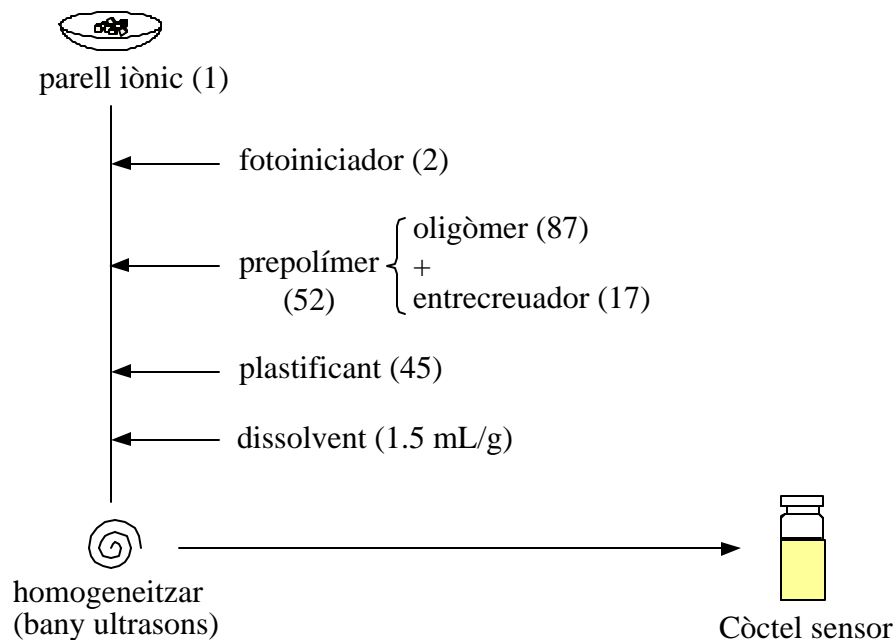 parell iònic (1)
fotoiniciador (2)
oligòmer (87)
prepolímer
+
(52)
entrecreuador (17)
plastificant (45)
dissolvent (1.5 mL/g)
homogeneitzar
(bany ultrasons)
Còctel sensor